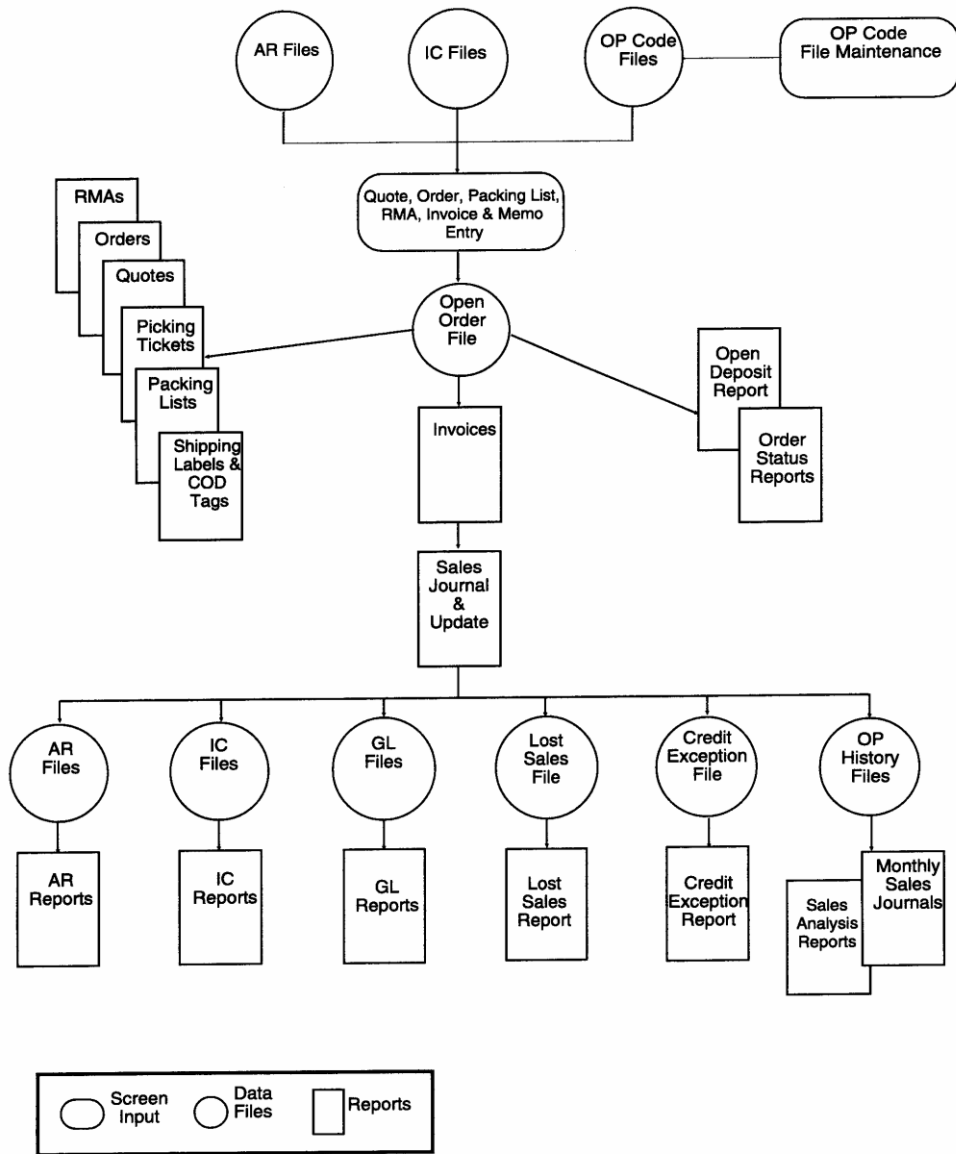 AR Files
IC Files
OP Code
Files
OP Code
File Maintenance
Quote, Order, Packing List,
RMA, Invoice & Memo
Entry
RMAs
Orders
Quotes
Picking
Tickets
Packing
Lists
Shipping
Labels &
COD
Tags
Open
Order
File
Open
Deposit
Report
Order
Status
Reports
Invoices
Sales
Journal
&
Update
AR
Files
IC
Files
GL
Files
Lost
Sales
File
Credit
Exception
File
OP
History
Files
AR
Reports
IC
Reports
GL
Reports
Lost
Sales
Report
Credit
Exception
Report
Sales
Analysis
Reports
Monthly
Sales
Journals
Screen
Input
Data
Files
Reports